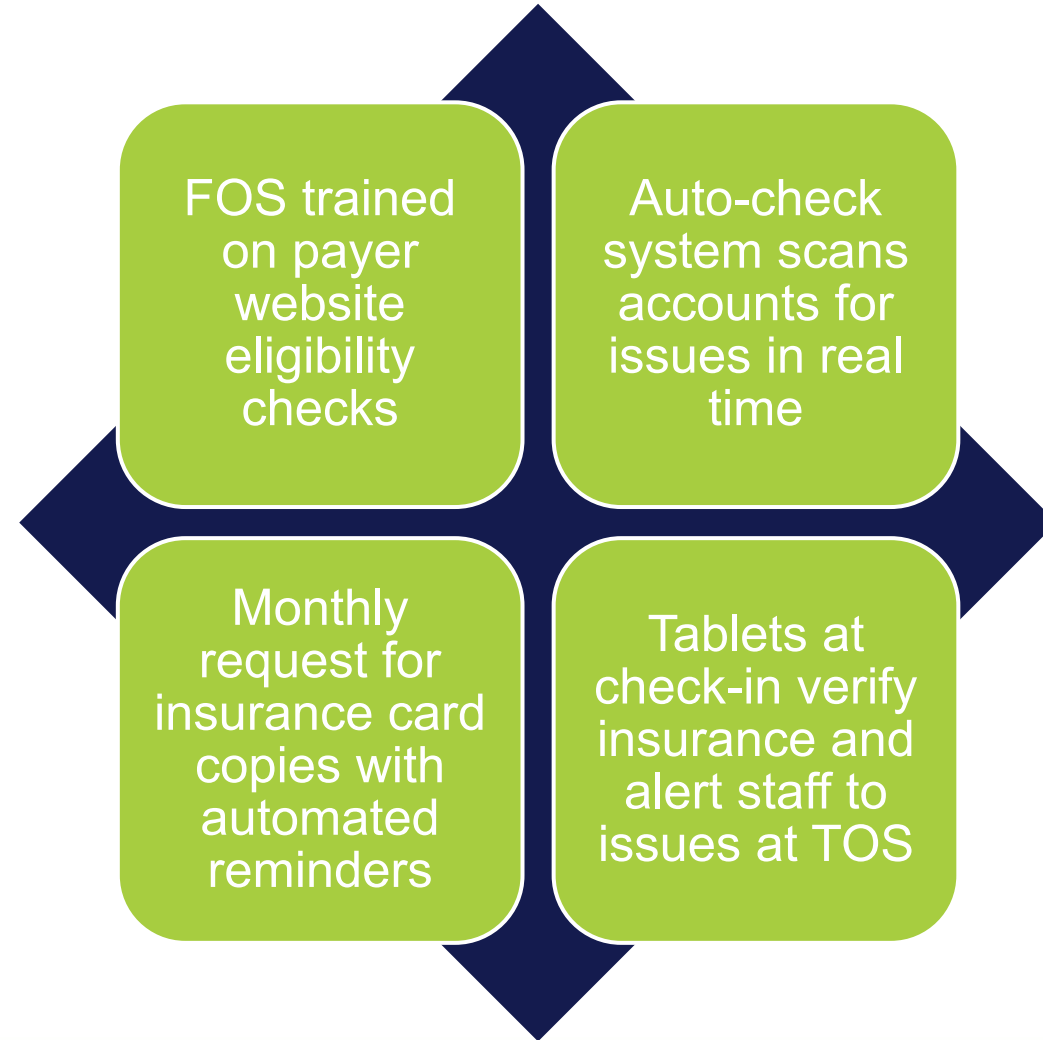 FOS trained
on payer
website
eligibility
checks
Auto-check
system scans
accounts for
issues in real
time
Monthly
request for
insurance card
copies with
automated
reminders
Tablets at
check-in verify
insurance and
alert staff to
issues at TOS